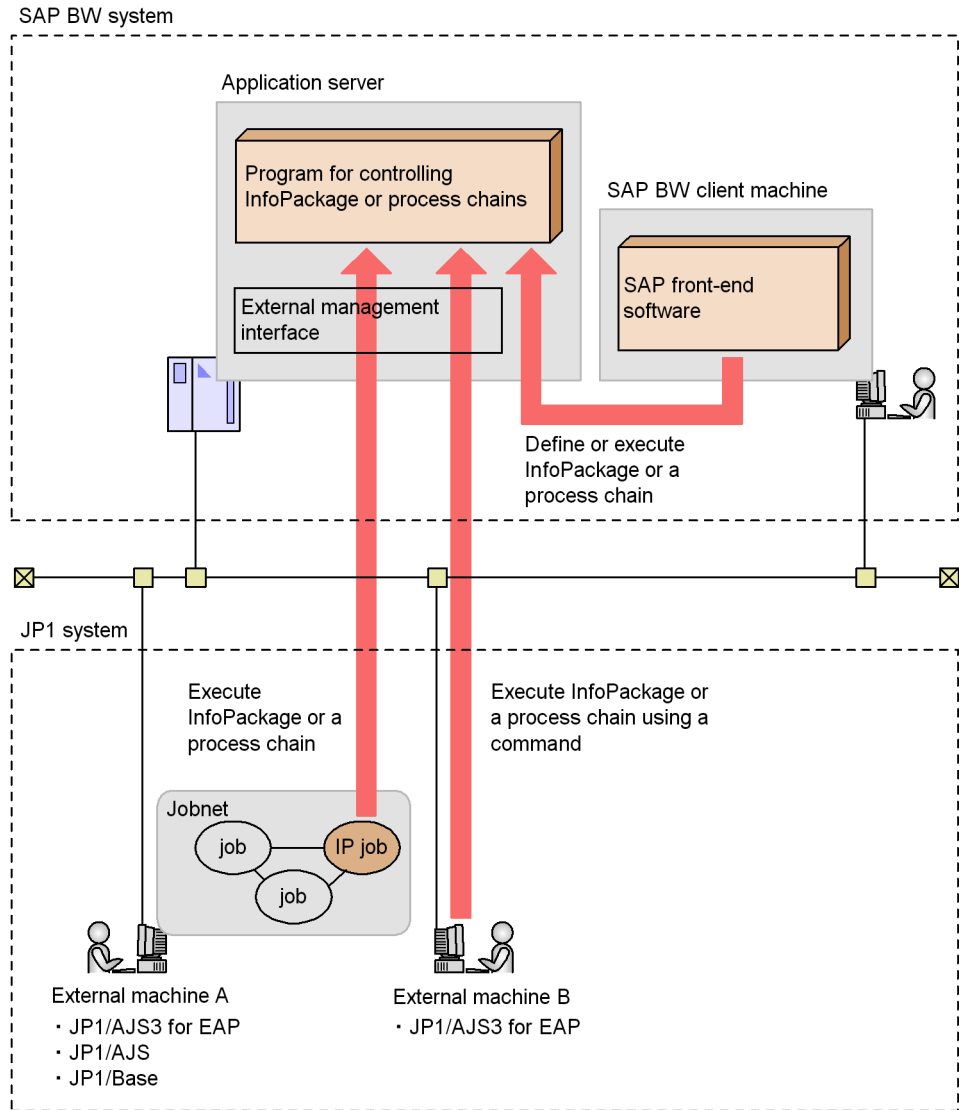 SAP BW system
Application server
Program for controlling
InfoPackage or process chains
SAP BW client machine
SAP front-end
software
External management
interface
Define or execute
InfoPackage or a
process chain
JP1 system
Execute
InfoPackage or a
process chain
Execute InfoPackage or
a process chain using a
command
Jobnet
job
IP job
job
External machine A
・JP1/AJS3 for EAP
・JP1/AJS
・JP1/Base
External machine B
・JP1/AJS3 for EAP